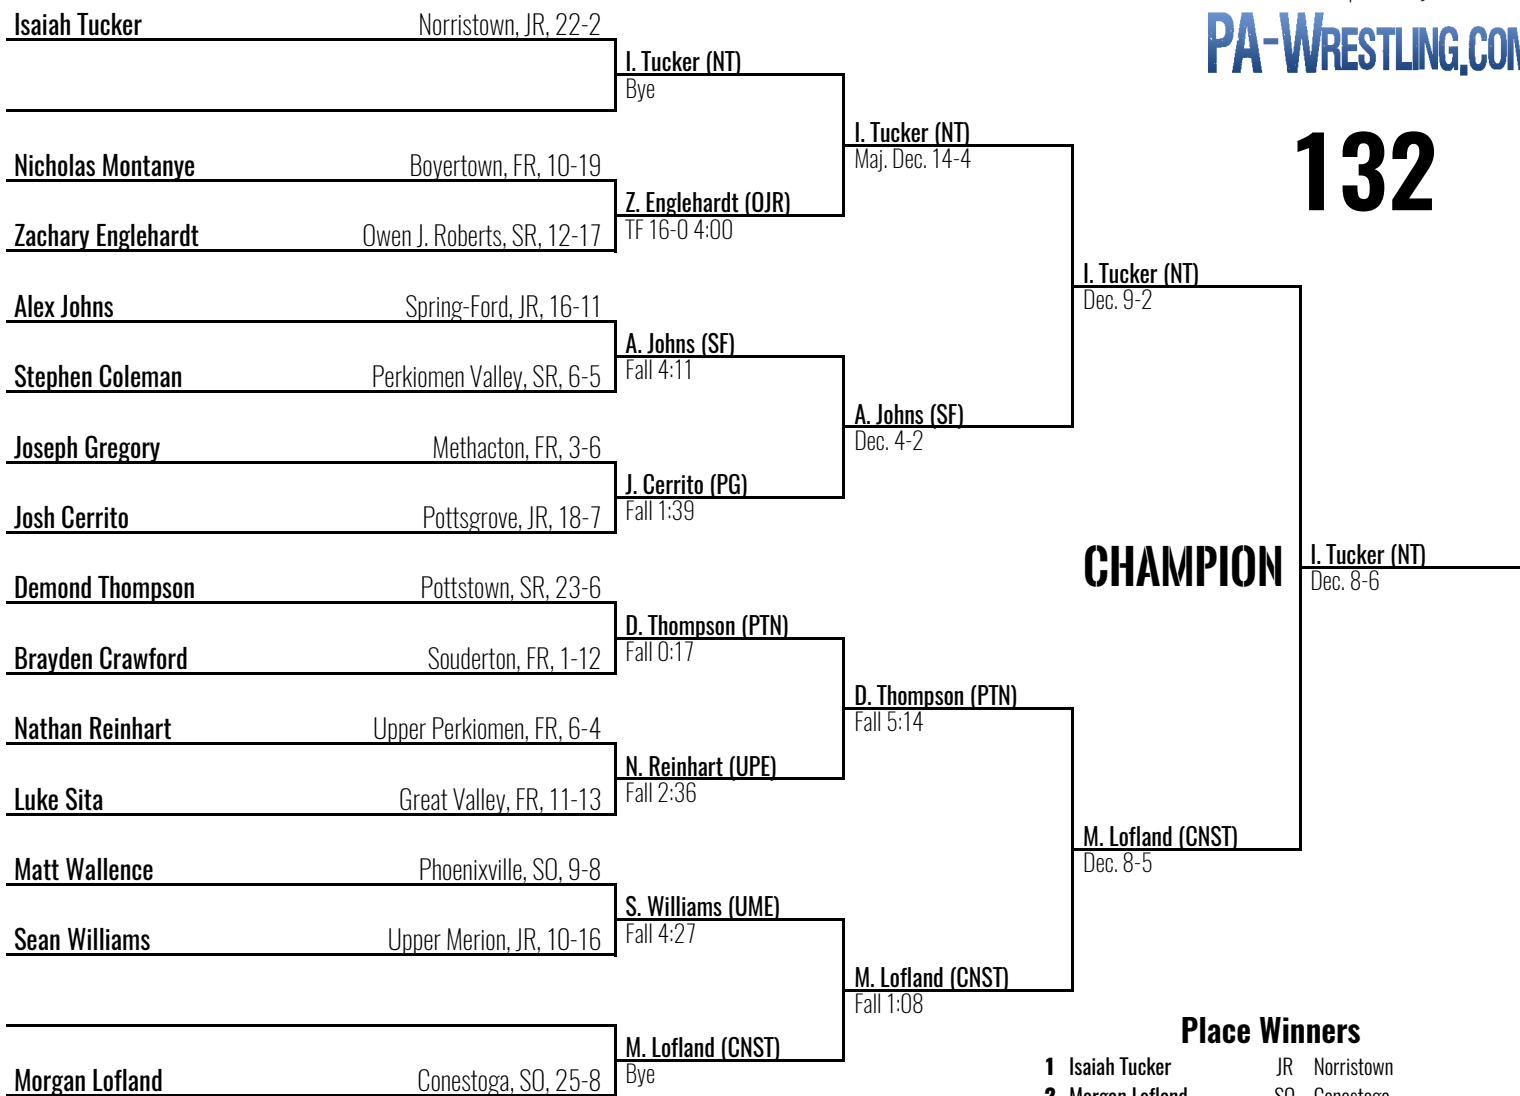 PA-WRESTLING.COM
132
Isaiah Tucker Norristown, JR, 22-2
I. Tucker (NT)
Bye
I. Tucker (NT)
Maj. Dec. 14-4
Nicholas Montanye Boyertown, FR, 10-19
Z. Englehardt (OJR)
TF 16-0 4:00
Zachary Englehardt Owen J. Roberts, SR, 12-17
I. Tucker (NT)
Dec. 9-2
Alex Johns Spring-Ford, JR, 16-11
A. Johns (SF)
Fall 4:11
Stephen Coleman Perkiomen Valley, SR, 6-5
A. Johns (SF)
Dec. 4-2
Joseph Gregory Methacton, FR, 3-6
J. Cerrito (PG)
Fall 1:39
Josh Cerrito Pottsgrove, JR, 18-7
CHAMPION
I. Tucker (NT)
Dec. 8-6
Demond Thompson Pottstown, SR, 23-6
D. Thompson (PTN)
Fall 0:17
Brayden Crawford Souderton, FR, 1-12
D. Thompson (PTN)
Fall 5:14
Nathan Reinhart Upper Perkiomen, FR, 6-4
N. Reinhart (UPE)
Fall 2:36
Luke Sita Great Valley, FR, 11-13
M. Lofland (CNST)
Dec. 8-5
Matt Wallence Phoenixville, SO, 9-8
S. Williams (UME)
Fall 4:27
Sean Williams Upper Merion, JR, 10-16
M. Lofland (CNST)
Fall 1:08
M. Lofland (CNST)
Bye
Morgan Lofland Conestoga, SO, 25-8
Place Winners
1 Isaiah Tucker JR Norristown
2 Morgan Lofland SO Conestoga